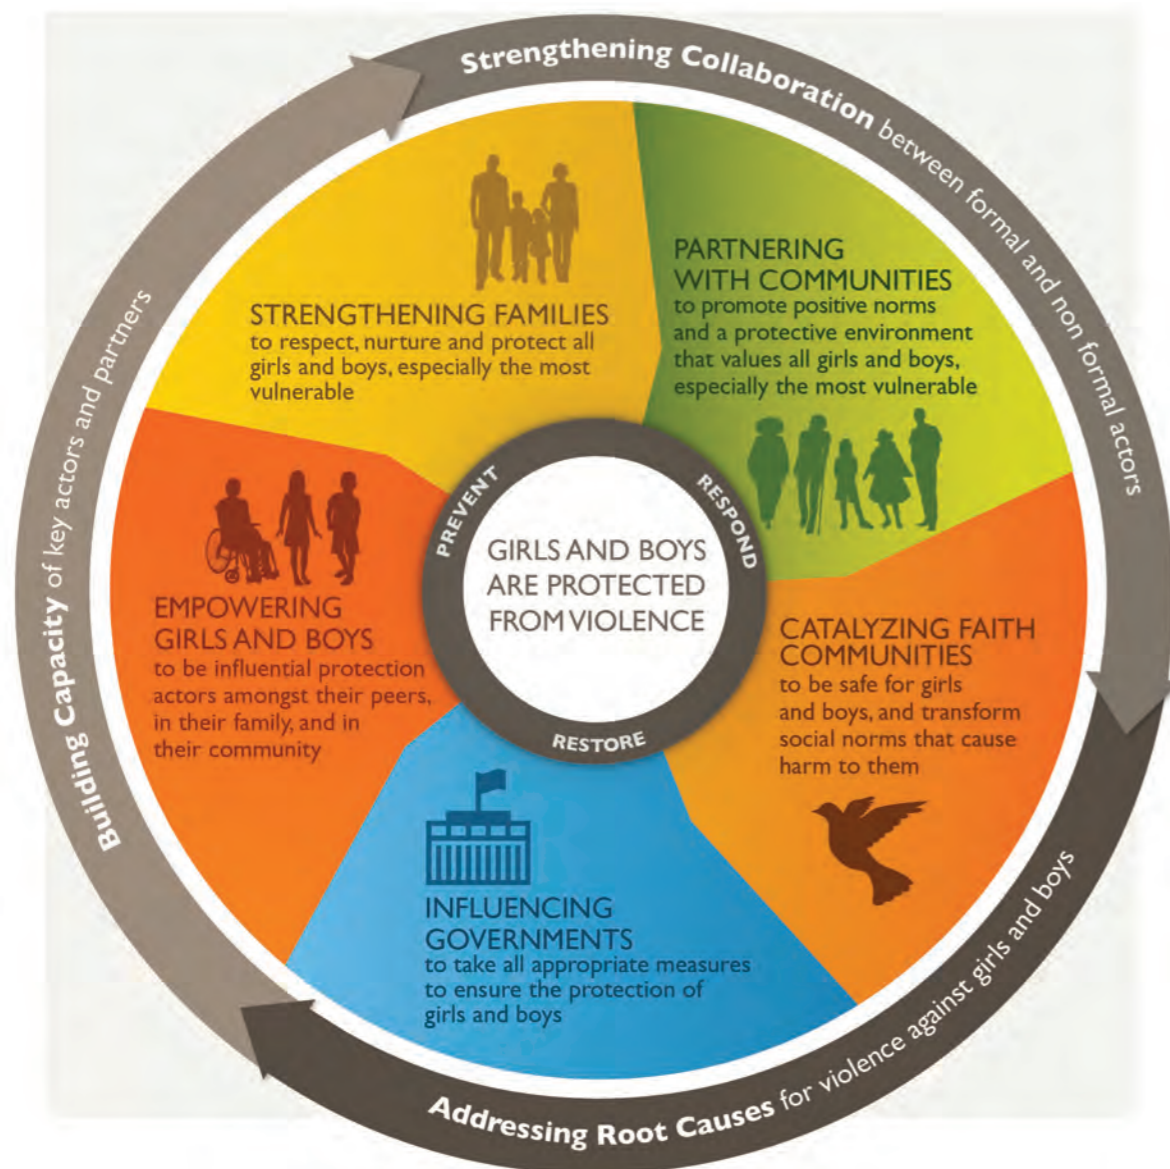 Strengthening Collaboration between formal and non formal actors
STRENGTHENING FAMILIES
to respect, nurture and protect all
girls and boys, especially the most
vulnerable
PARTNERING
WITH COMMUNITIES
to promote positive norms
and a protective environment
that values all girls and boys,
especially the most vulnerable
Building Capacity of key actors and partners
PREVENT
RESPOND
RESTORE
GIRLS AND BOYS
ARE PROTECTED
FROM VIOLENCE
EMPOWERING
GIRLS AND BOYS
to be influential protection
actors amongst their peers,
in their family, and in
their community
CATALYZING FAITH
COMMUNITIES
to be safe for girls
and boys, and transform
social norms that cause
harm to them
INFLUENCING
GOVERNMENTS
to take all appropriate measures
to ensure the protection of
girls and boys
Addressing Root Causes for violence against girls and boys